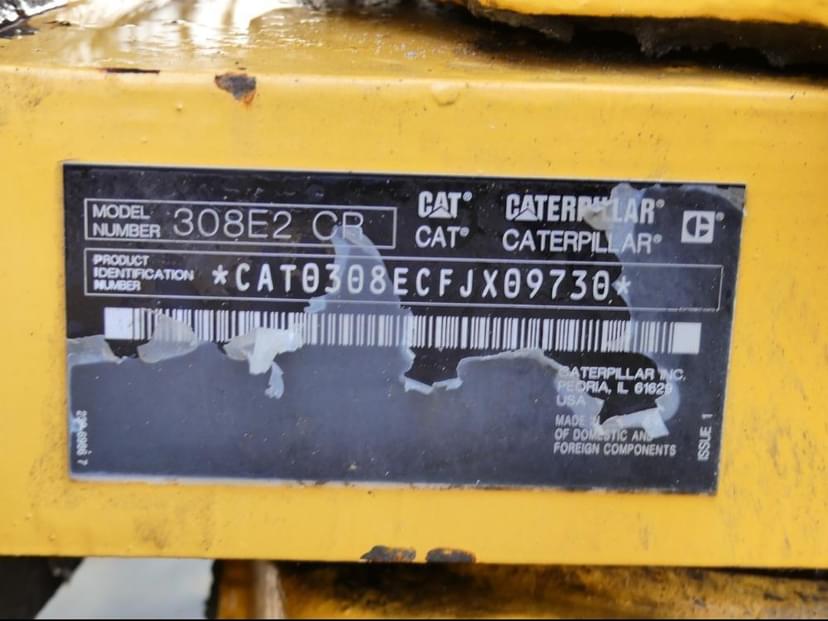 MODEL
NUMBER
308E2 CR
CAT®
CATERPILLAR®
CAT®
CATERPILLAR®
PRODUCT
IDENTIFICATION
NUMBER
*CAT0308ECFJX09730*
CATERPILLAR INC.
PEORIA, IL 61629
USA
MADE
OF DOMESTIC AND
FOREIGN COMPONENTS
ISSUE 1